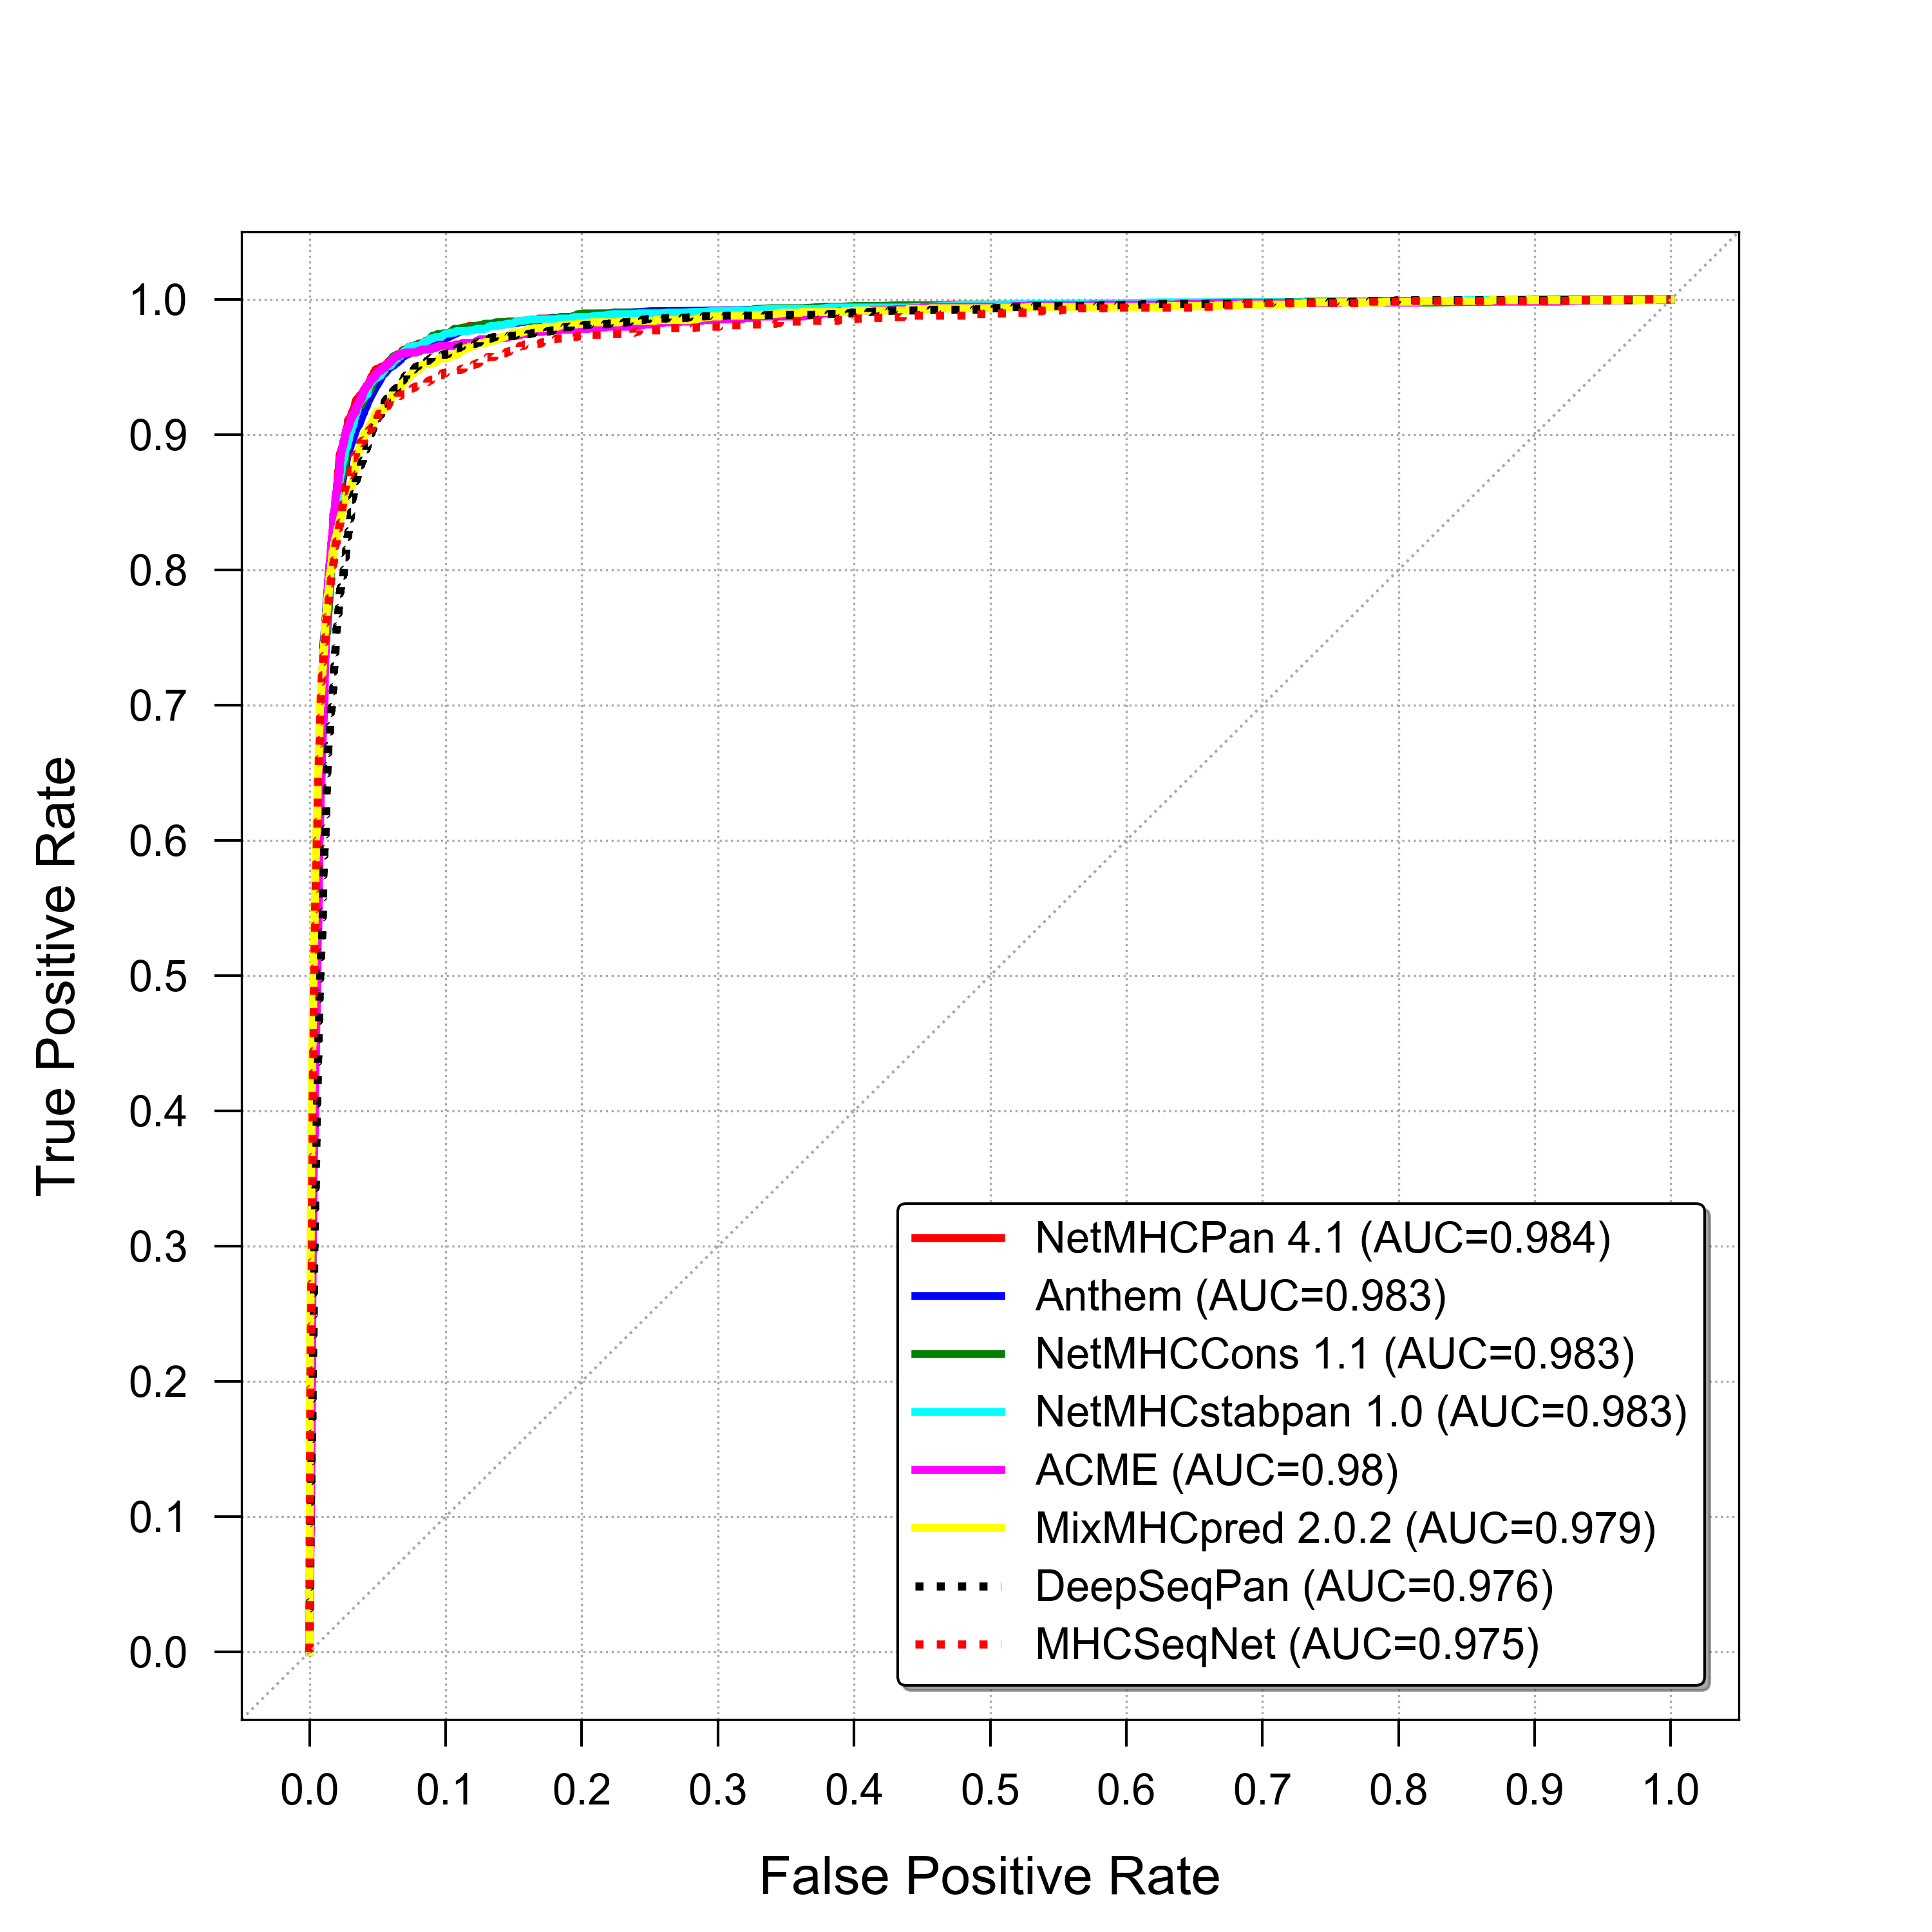 1.0
0.9
0.8
0.7
0.6
0.5
0.4
0.3
0.2
0.1
0.0
True Positive Rate
NetMHCPan 4.1 (AUC=0.984)
Anthem (AUC=0.983)
NetMHCCons 1.1 (AUC=0.983)
NetMHCstabpan 1.0 (AUC=0.983)
ACME (AUC=0.98)
MixMHCpred 2.0.2 (AUC=0.979)
DeepSeqPan (AUC=0.976)
MHCSeqNet (AUC=0.975)
0.0 0.1 0.2 0.3 0.4 0.5 0.6 0.7 0.8 0.9 1.0
False Positive Rate